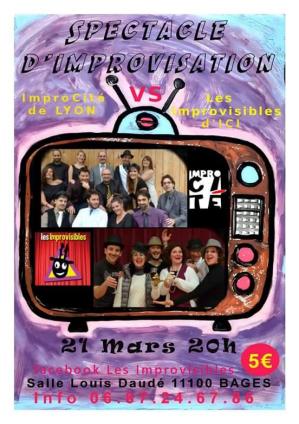 SPECTACLE
D'IMPROVISATION
ImproCité
de LYON
VS
Les
Improvisibles
d'ICI
IMPRO
CITE
les Improvisibles
21 Mars 20h
5€
facebook Les Improvisibles
Salle Louis Daudé 11100 BAGES
Info 06.87.24.67.86